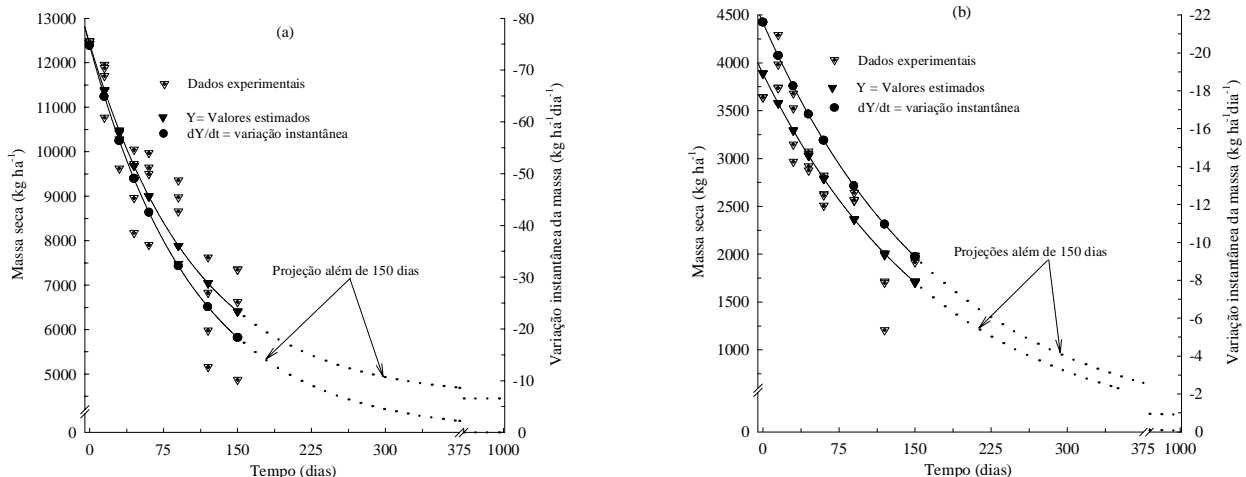 (a)
13000
12000
11000
10000
9000
8000
7000
6000
5000
0
Massa seca (kg ha-1)
Dados experimentais
Y= Valores estimados
dY/dt = variação instantânea
Projeção além de 150 dias
-80
-70
-60
-50
-40
-30
-20
-10
0
Variação instantânea da massa (kg ha-1dia-1)
0 75 150 225 300 375 1000
Tempo (dias)
(b)
4500
4000
3500
3000
2500
2000
1500
1000
0
Massa seca (kg ha-1)
Dados experimentais
Y = Valores estimados
dY/dt = variação instantânea
Projeções além de 150 dias
-22
-20
-18
-16
-14
-12
-10
-8
-6
-4
-2
0
Variação instantânea da massa (kg ha-1dia-1)
0 75 150 225 300 375 1000
Tempo (dias)